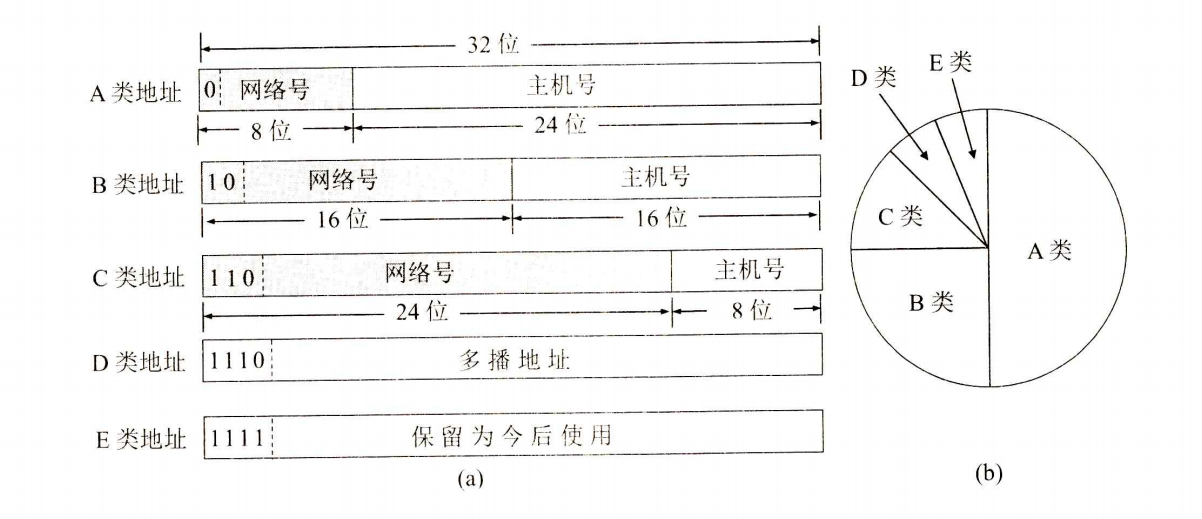 32 位
A 类地址 0 网络号 主机号
8 位 24 位
B 类地址 10 网络号 主机号
16 位 16 位
C 类地址 110 网络号 主机号
24 位 8 位
D 类地址 1110 多播地址
E 类地址 1111 保留为今后使用
(a)
D 类
E 类
C 类
A 类
B 类
(b)